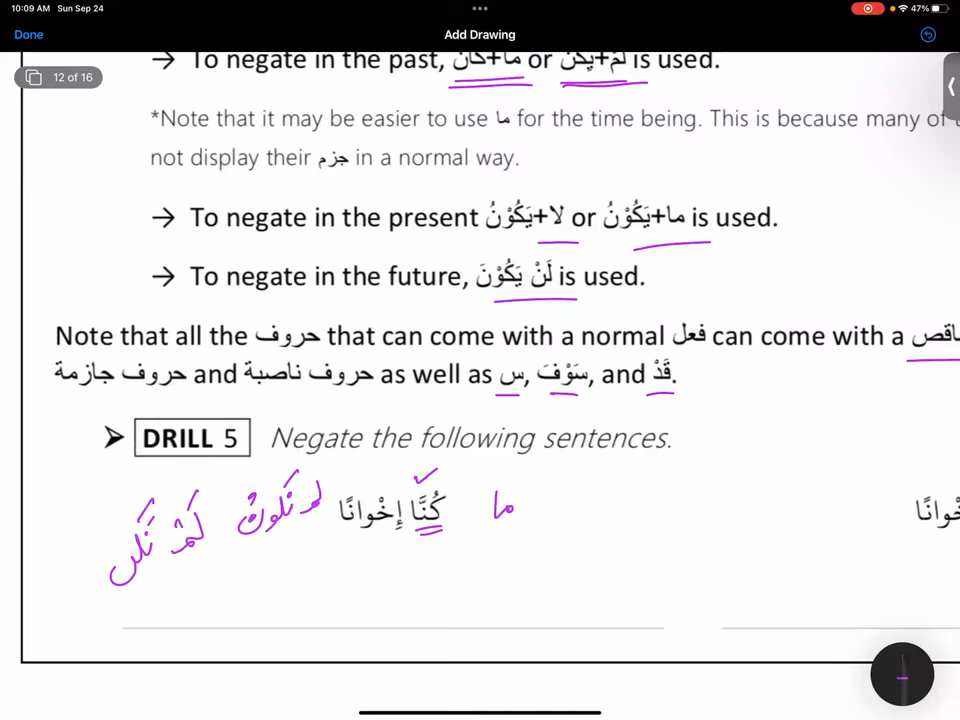 10:09 AM Sun Sep 24 47%
Done Add Drawing
12 of 16
→ To negate in the past, ما+كان or لَمْ+يَكُنْ is used.
*Note that it may be easier to use ما for the time being. This is because many of
not display their جزم in a normal way.
→ To negate in the present لا+يَكُوْنُ or ما+يَكُوْنُ is used.
→ To negate in the future, لَنْ يَكُوْنَ is used.
Note that all the حروف that can come with a normal فعل can come with a
حروف جازمة and حروف ناصبة as well as س, سَوْفَ, and قَدْ.
➤ DRILL 5 Negate the following sentences.
ما كُنَّا إِخْوانًا لم نكون لَمْ نَكُن